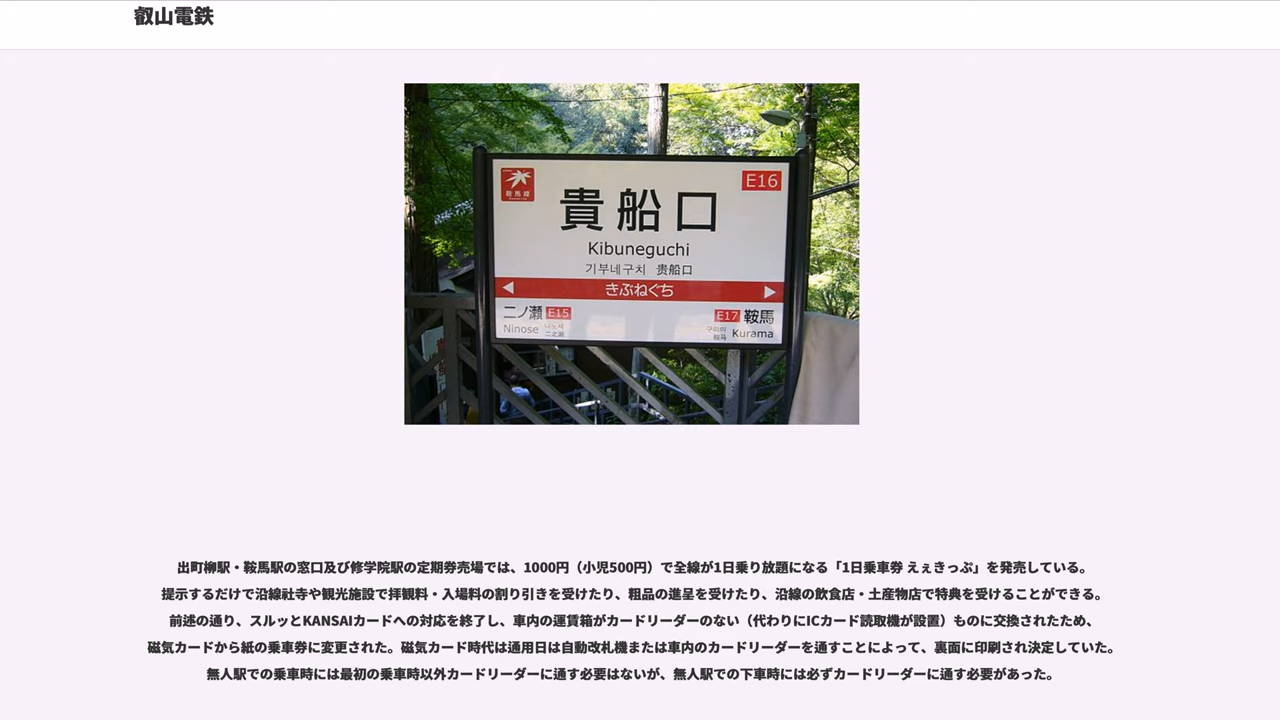 叡山電鉄
鞍馬線
E16
貴船口
Kibuneguchi
기부네구치 贵船口
きぶねぐち
二ノ瀬 E15
Ninose 니노세
二之濑
E17 鞍馬
구라마 Kurama
鞍马
出町柳駅・鞍馬駅の窓口及び修学院駅の定期券売場では、1000円（小児500円）で全線が1日乗り放題になる「1日乗車券 えぇきっぷ」を発売している。
提示するだけで沿線社寺や観光施設で拝観料・入場料の割り引きを受けたり、粗品の進呈を受けたり、沿線の飲食店・土産物店で特典を受けることができる。
前述の通り、スルッとKANSAIカードへの対応を終了し、車内の運賃箱がカードリーダーのない（代わりにICカード読取機が設置）ものに交換されたため、
磁気カードから紙の乗車券に変更された。磁気カード時代は通用日は自動改札機または車内のカードリーダーを通すことによって、裏面に印刷され決定していた。
無人駅での乗車時には最初の乗車時以外カードリーダーに通す必要はないが、無人駅での下車時には必ずカードリーダーに通す必要があった。